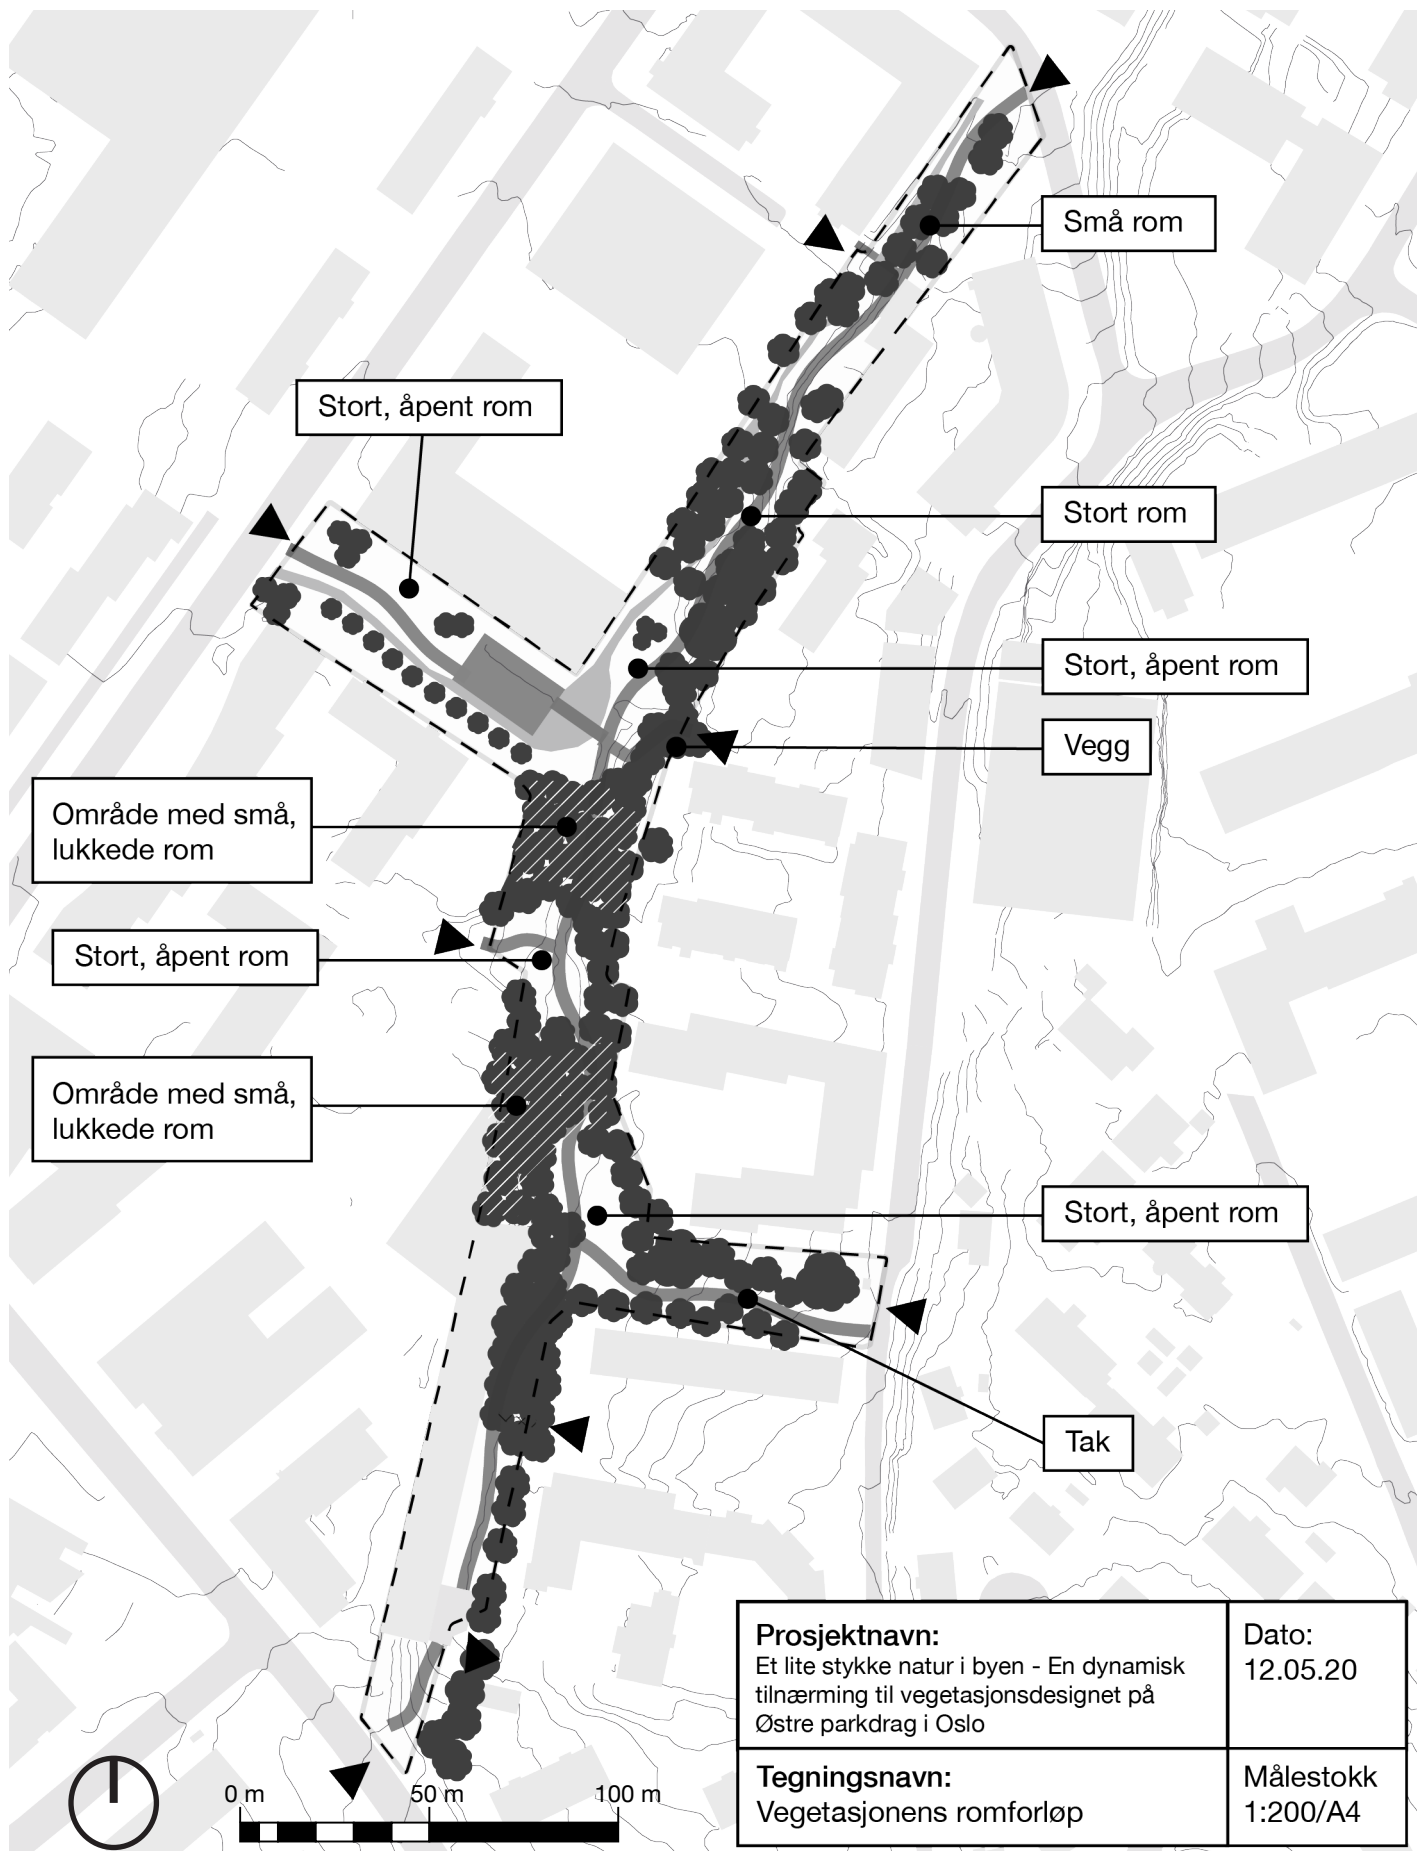 Små rom
Stort, åpent rom
Stort rom
Stort, åpent rom
Vegg
Område med små,
lukkede rom
Stort, åpent rom
Område med små,
lukkede rom
Stort, åpent rom
Tak
Prosjektnavn:
Et lite stykke natur i byen - En dynamisk
tilnærming til vegetasjonsdesignet på
Østre parkdrag i Oslo
Dato:
12.05.20
Tegningsnavn:
Vegetasjonens romforløp
Målestokk
1:200/A4
0 m 50 m 100 m